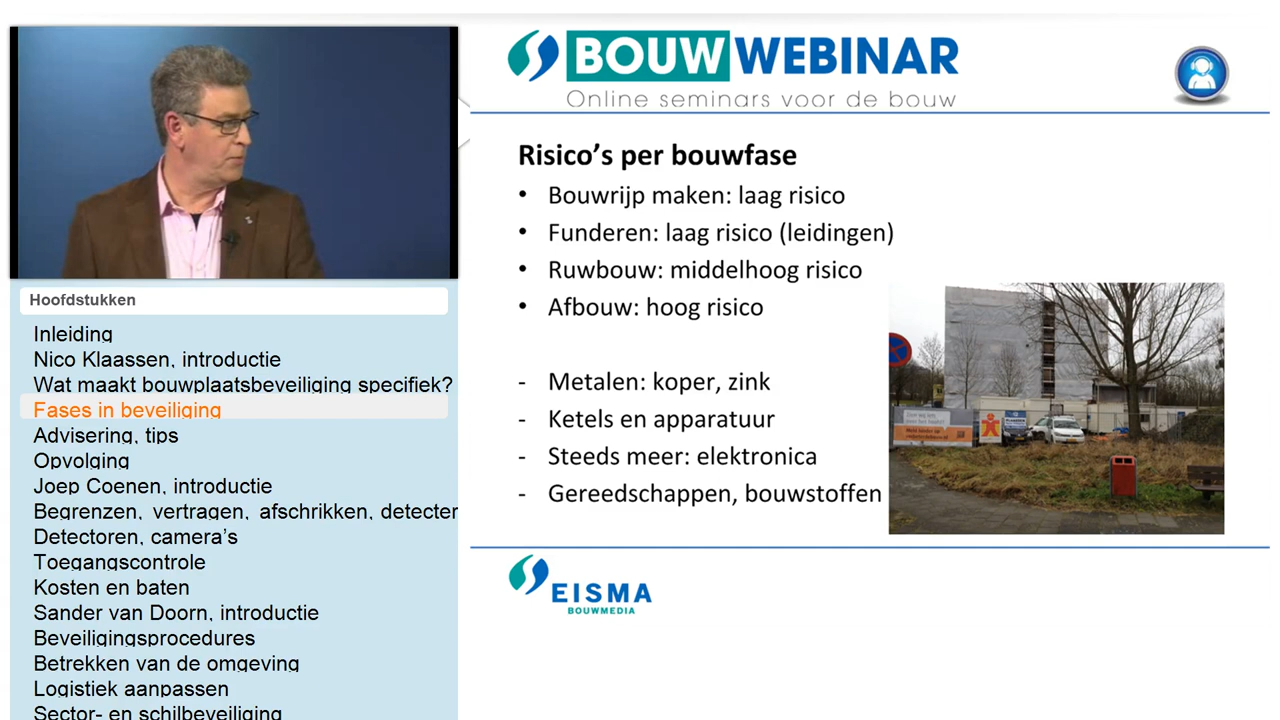 Hoofdstukken
Inleiding
Nico Klaassen, introductie
Wat maakt bouwplaatsbeveiliging specifiek?
Fases in beveiliging
Advisering, tips
Opvolging
Joep Coenen, introductie
Begrenzen, vertragen, afschrikken, detecter
Detectoren, camera's
Toegangscontrole
Kosten en baten
Sander van Doorn, introductie
Beveiligingsprocedures
Betrekken van de omgeving
Logistiek aanpassen
Sector- en schilbeveiliging
BOUWWEBINAR
Online seminars voor de bouw
Risico's per bouwfase
• Bouwrijp maken: laag risico
• Funderen: laag risico (leidingen)
• Ruwbouw: middelhoog risico
• Afbouw: hoog risico
- Metalen: koper, zink
- Ketels en apparatuur
- Steeds meer: elektronica
- Gereedschappen, bouwstoffen
EISMA
BOUWMEDIA